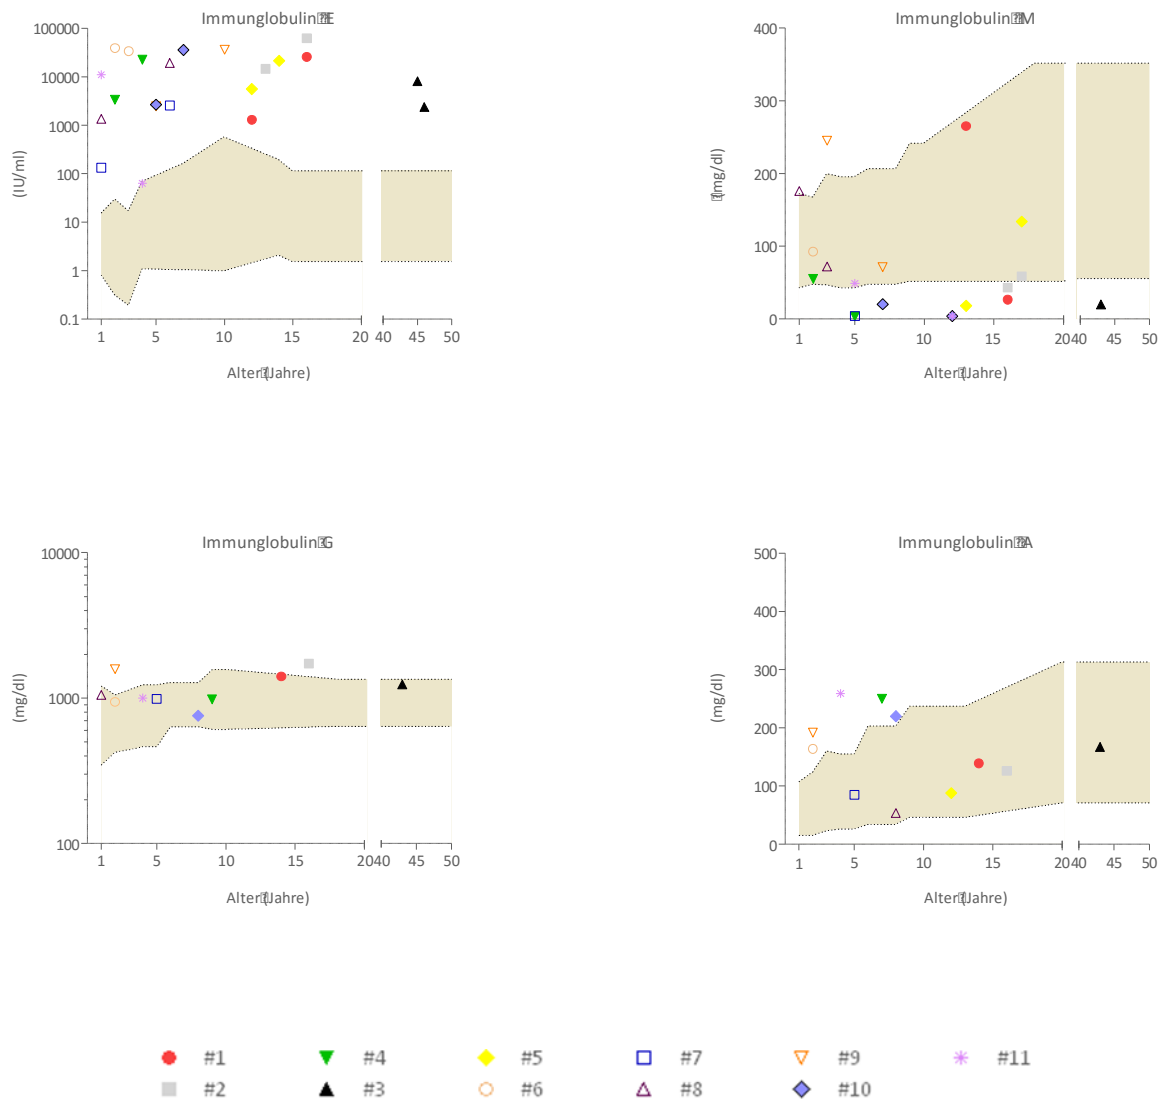 Immunglobulin E
100000
10000
1000
100
10
1
0.1
(IU/ml)
1 5 10 15 20 40 45 50
Alter (Jahre)
Immunglobulin M
400
300
200
100
0
(mg/dl)
1 5 10 15 20 40 45 50
Alter (Jahre)
Immunglobulin G
10000
1000
100
(mg/dl)
1 5 10 15 20 40 45 50
Alter (Jahre)
Immunglobulin A
500
400
300
200
100
0
(mg/dl)
1 5 10 15 20 40 45 50
Alter (Jahre)
#1 #4 #5 #7 #9 #11
#2 #3 #6 #8 #10